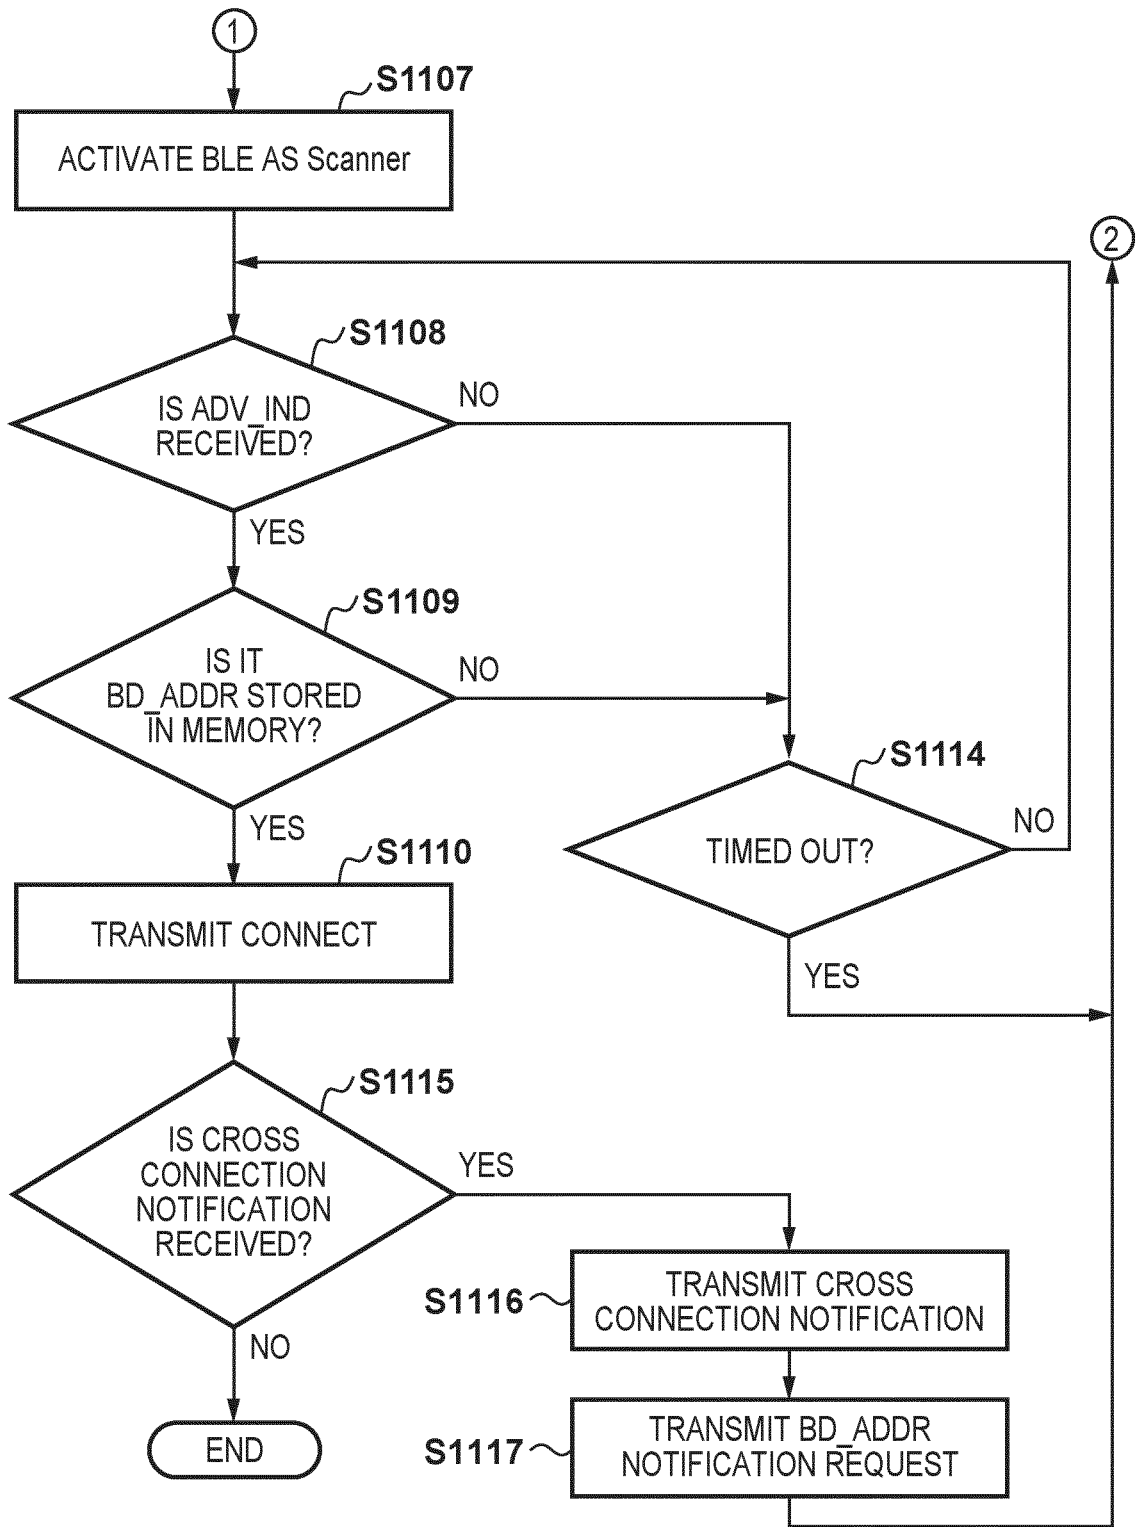 1
S1107
ACTIVATE BLE AS Scanner
2
S1108
IS ADV_IND
RECEIVED?
NO
YES
S1109
IS IT
BD_ADDR STORED
IN MEMORY?
NO
YES
S1114
TIMED OUT?
NO
YES
S1110
TRANSMIT CONNECT
S1115
IS CROSS
CONNECTION
NOTIFICATION
RECEIVED?
YES
NO
S1116
TRANSMIT CROSS
CONNECTION NOTIFICATION
S1117
TRANSMIT BD_ADDR
NOTIFICATION REQUEST
END